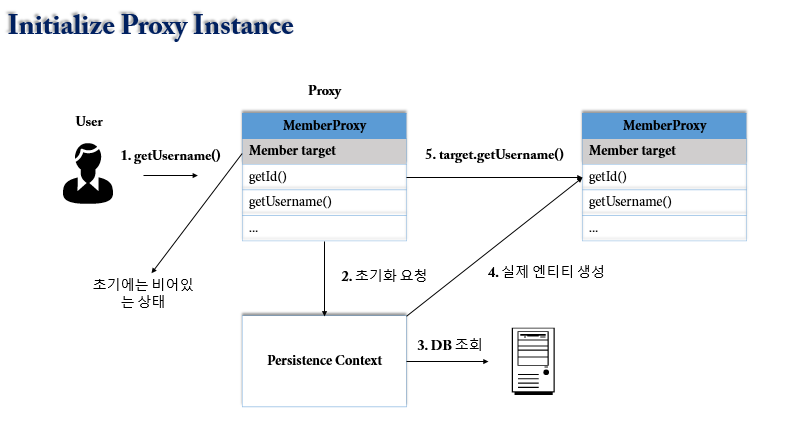 Initialize Proxy Instance
Proxy
User
MemberProxy
Member target
getId()
getUsername()
...
1. getUsername()
5. target.getUsername()
MemberProxy
Member target
getId()
getUsername()
...
초기에는 비어있
는 상태
2. 초기화 요청
4. 실제 엔티티 생성
Persistence Context
3. DB 조회